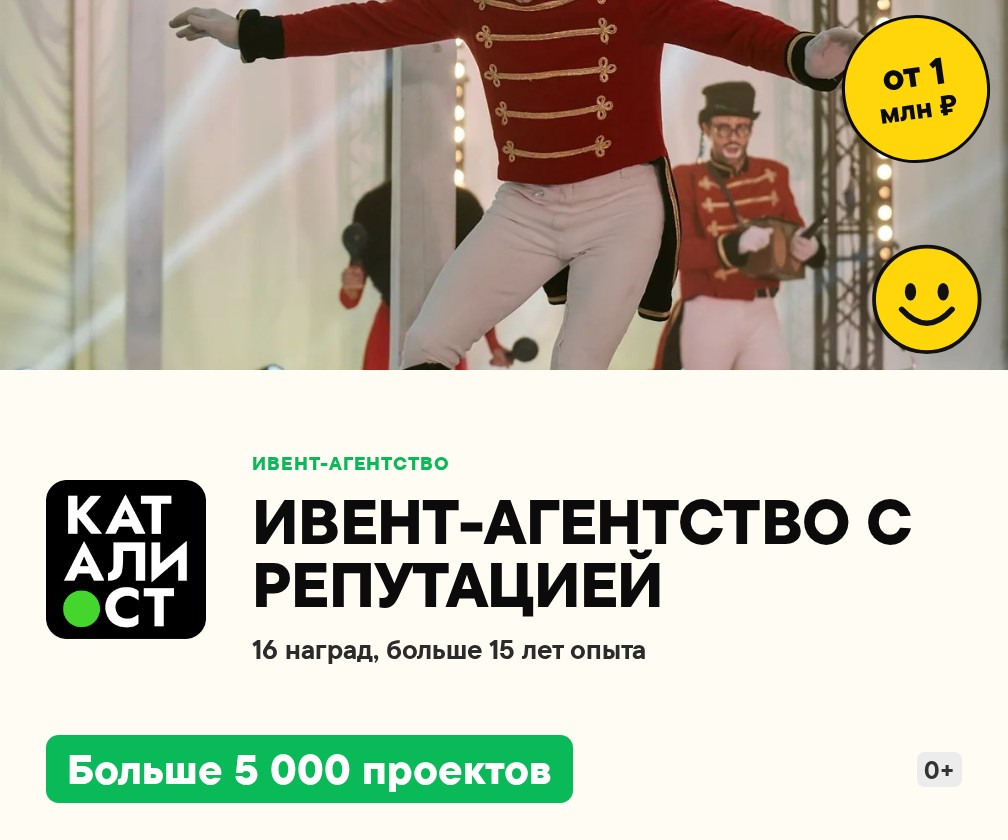 от 1
млн ₽
ИВЕНТ-АГЕНТСТВО
КАТ
АЛИ
СТ
ИВЕНТ-АГЕНТСТВО С
РЕПУТАЦИЕЙ
16 наград, больше 15 лет опыта
Больше 5 000 проектов
0+